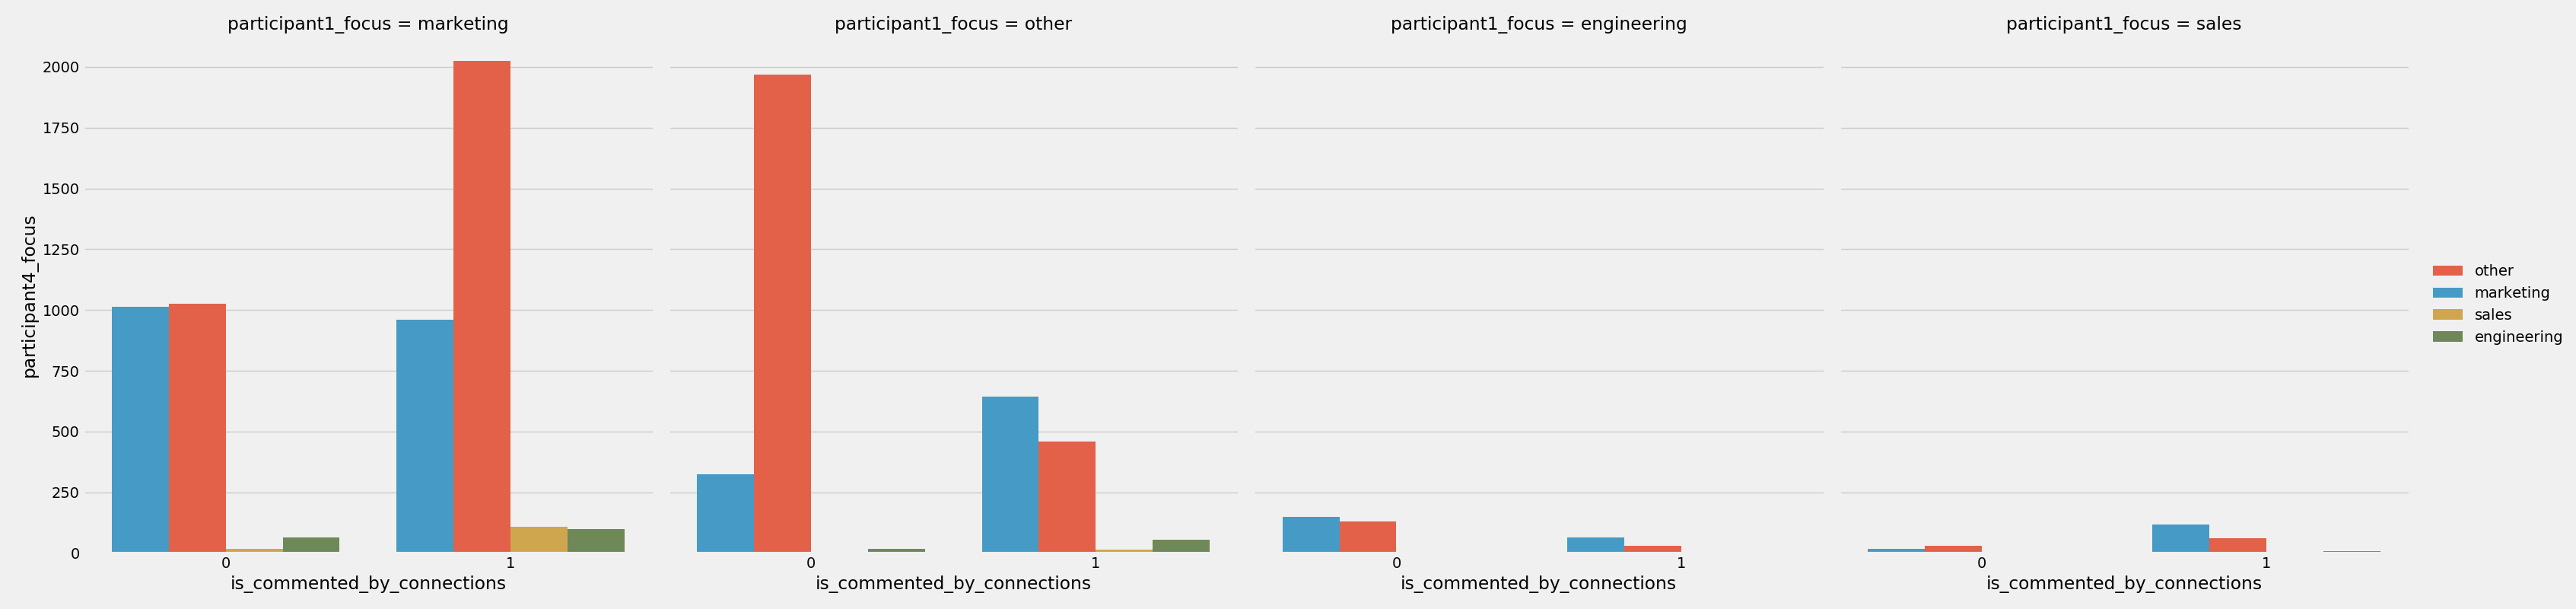 participant1_focus = marketing
participant1_focus = other
participant1_focus = engineering
participant1_focus = sales
participant4_focus
2000
1750
1500
1250
1000
750
500
250
0
0 1
0 1
0 1
0 1
is_commented_by_connections
is_commented_by_connections
is_commented_by_connections
is_commented_by_connections
other
marketing
sales
engineering